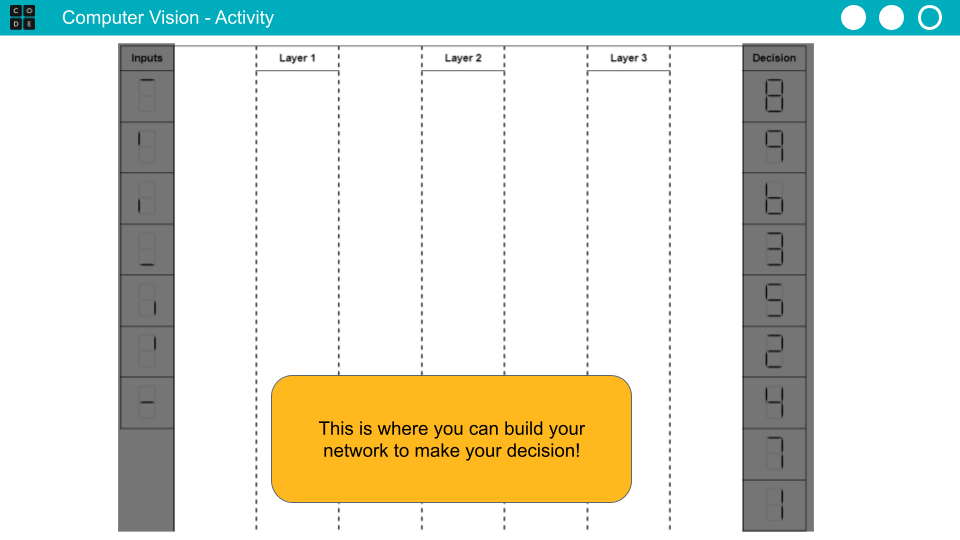 CODE
Computer Vision - Activity
Inputs Layer 1 Layer 2 Layer 3 Decision
8
9
b
3
5
2
4
7
1
This is where you can build your
network to make your decision!